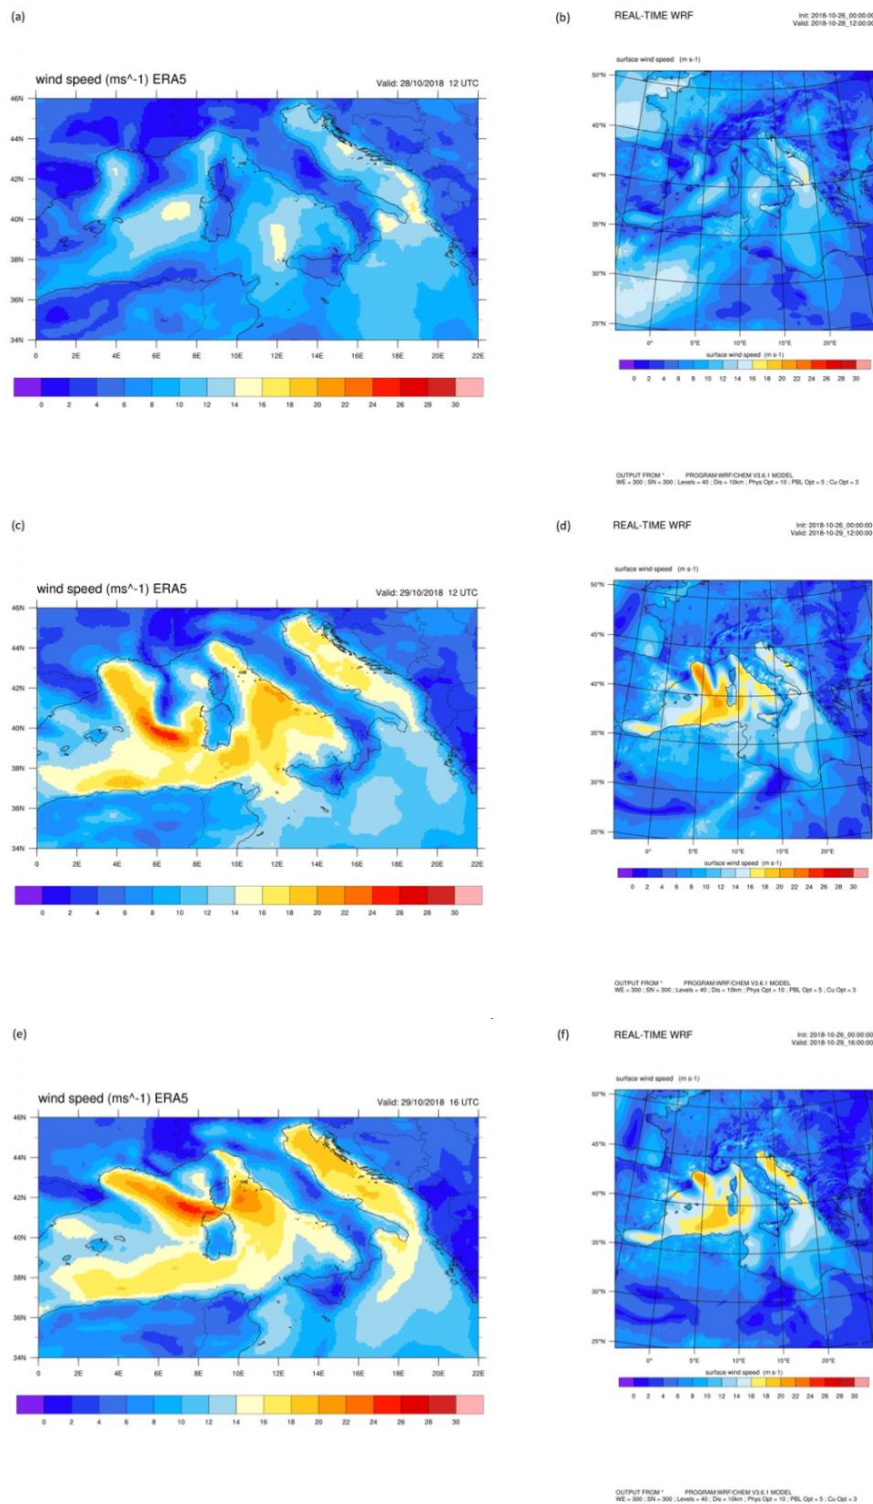 (a)
wind speed (ms^-1) ERA5 Valid: 28/10/2018 12 UTC
46N
44N
42N
40N
38N
36N
34N
0 2E 4E 6E 8E 10E 12E 14E 16E 18E 20E 22E
0 2 4 6 8 10 12 14 16 18 20 22 24 26 28 30
(b) REAL-TIME WRF Init: 2018-10-26_00:00:00
Valid: 2018-10-28_12:00:00
surface wind speed (m s-1)
50°N
45°N
40°N
35°N
30°N
25°N
0° 5°E 10°E 15°E 20°E
surface wind speed (m s-1)
0 2 4 6 8 10 12 14 16 18 20 22 24 26 28 30
OUTPUT FROM * PROGRAM:WRF/CHEM V3.6.1 MODEL
WE = 300 ; SN = 300 ; Levels = 40 ; Dis = 10km ; Phys Opt = 10 ; PBL Opt = 5 ; Cu Opt = 3
(c)
wind speed (ms^-1) ERA5 Valid: 29/10/2018 12 UTC
46N
44N
42N
40N
38N
36N
34N
0 2E 4E 6E 8E 10E 12E 14E 16E 18E 20E 22E
0 2 4 6 8 10 12 14 16 18 20 22 24 26 28 30
(d) REAL-TIME WRF Init: 2018-10-26_00:00:00
Valid: 2018-10-29_12:00:00
surface wind speed (m s-1)
50°N
45°N
40°N
35°N
30°N
25°N
0° 5°E 10°E 15°E 20°E
surface wind speed (m s-1)
0 2 4 6 8 10 12 14 16 18 20 22 24 26 28 30
OUTPUT FROM * PROGRAM:WRF/CHEM V3.6.1 MODEL
WE = 300 ; SN = 300 ; Levels = 40 ; Dis = 10km ; Phys Opt = 10 ; PBL Opt = 5 ; Cu Opt = 3
(e)
wind speed (ms^-1) ERA5 Valid: 29/10/2018 16 UTC
46N
44N
42N
40N
38N
36N
34N
0 2E 4E 6E 8E 10E 12E 14E 16E 18E 20E 22E
0 2 4 6 8 10 12 14 16 18 20 22 24 26 28 30
(f) REAL-TIME WRF Init: 2018-10-26_00:00:00
Valid: 2018-10-29_16:00:00
surface wind speed (m s-1)
50°N
45°N
40°N
35°N
30°N
25°N
0° 5°E 10°E 15°E 20°E
surface wind speed (m s-1)
0 2 4 6 8 10 12 14 16 18 20 22 24 26 28 30
OUTPUT FROM * PROGRAM:WRF/CHEM V3.6.1 MODEL
WE = 300 ; SN = 300 ; Levels = 40 ; Dis = 10km ; Phys Opt = 10 ; PBL Opt = 5 ; Cu Opt = 3